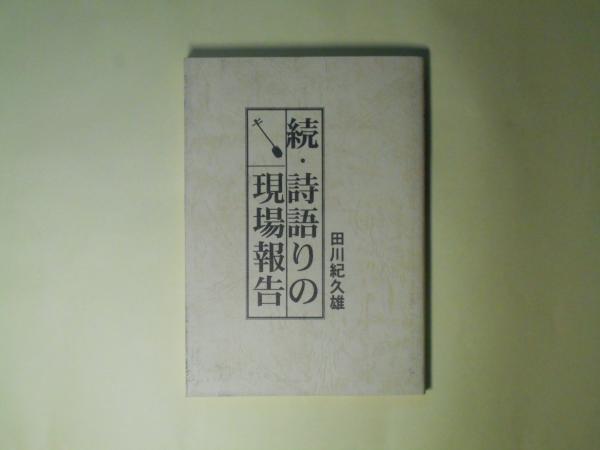 続・詩語りの
現場報告
田川紀久雄